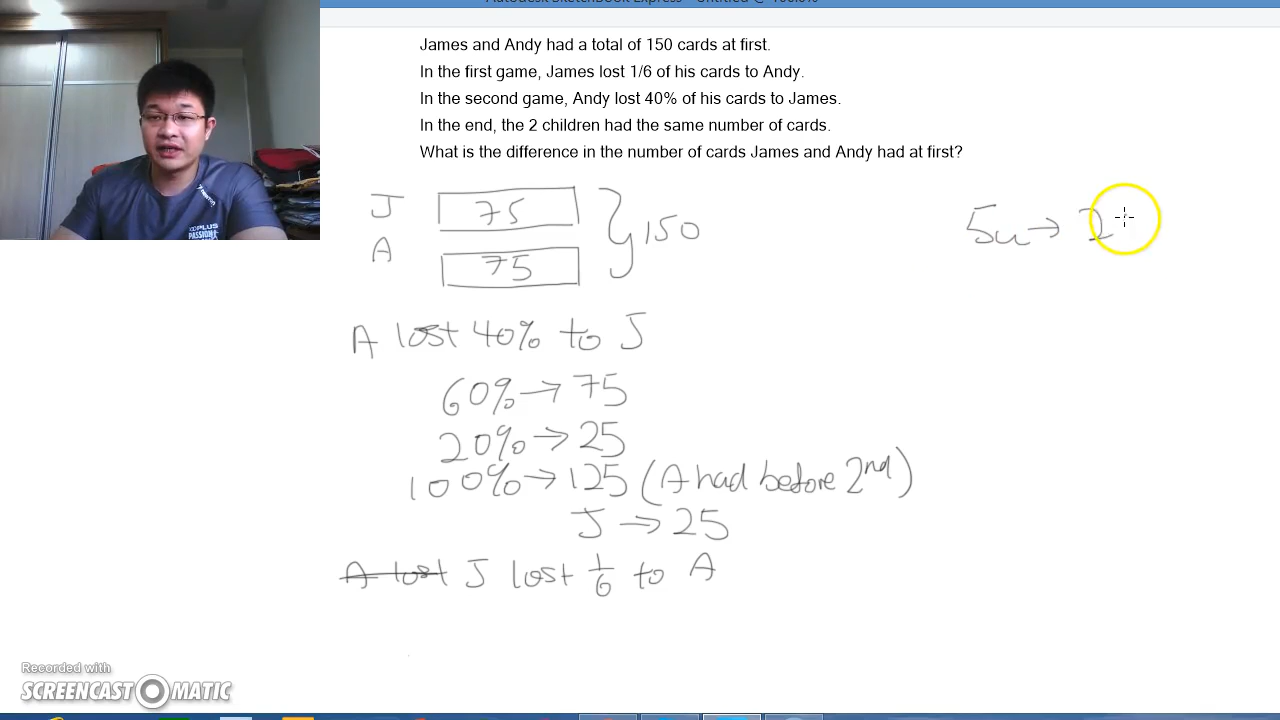 James and Andy had a total of 150 cards at first.
In the first game, James lost 1/6 of his cards to Andy.
In the second game, Andy lost 40% of his cards to James.
In the end, the 2 children had the same number of cards.
What is the difference in the number of cards James and Andy had at first?
J 75
A 75
150
5u → 2
A lost 40% to J
60% → 75
20% → 25
100% → 125 (A had before 2nd)
J → 25
A lost J lost 1/6 to A
Recorded with
SCREENCAST O MATIC